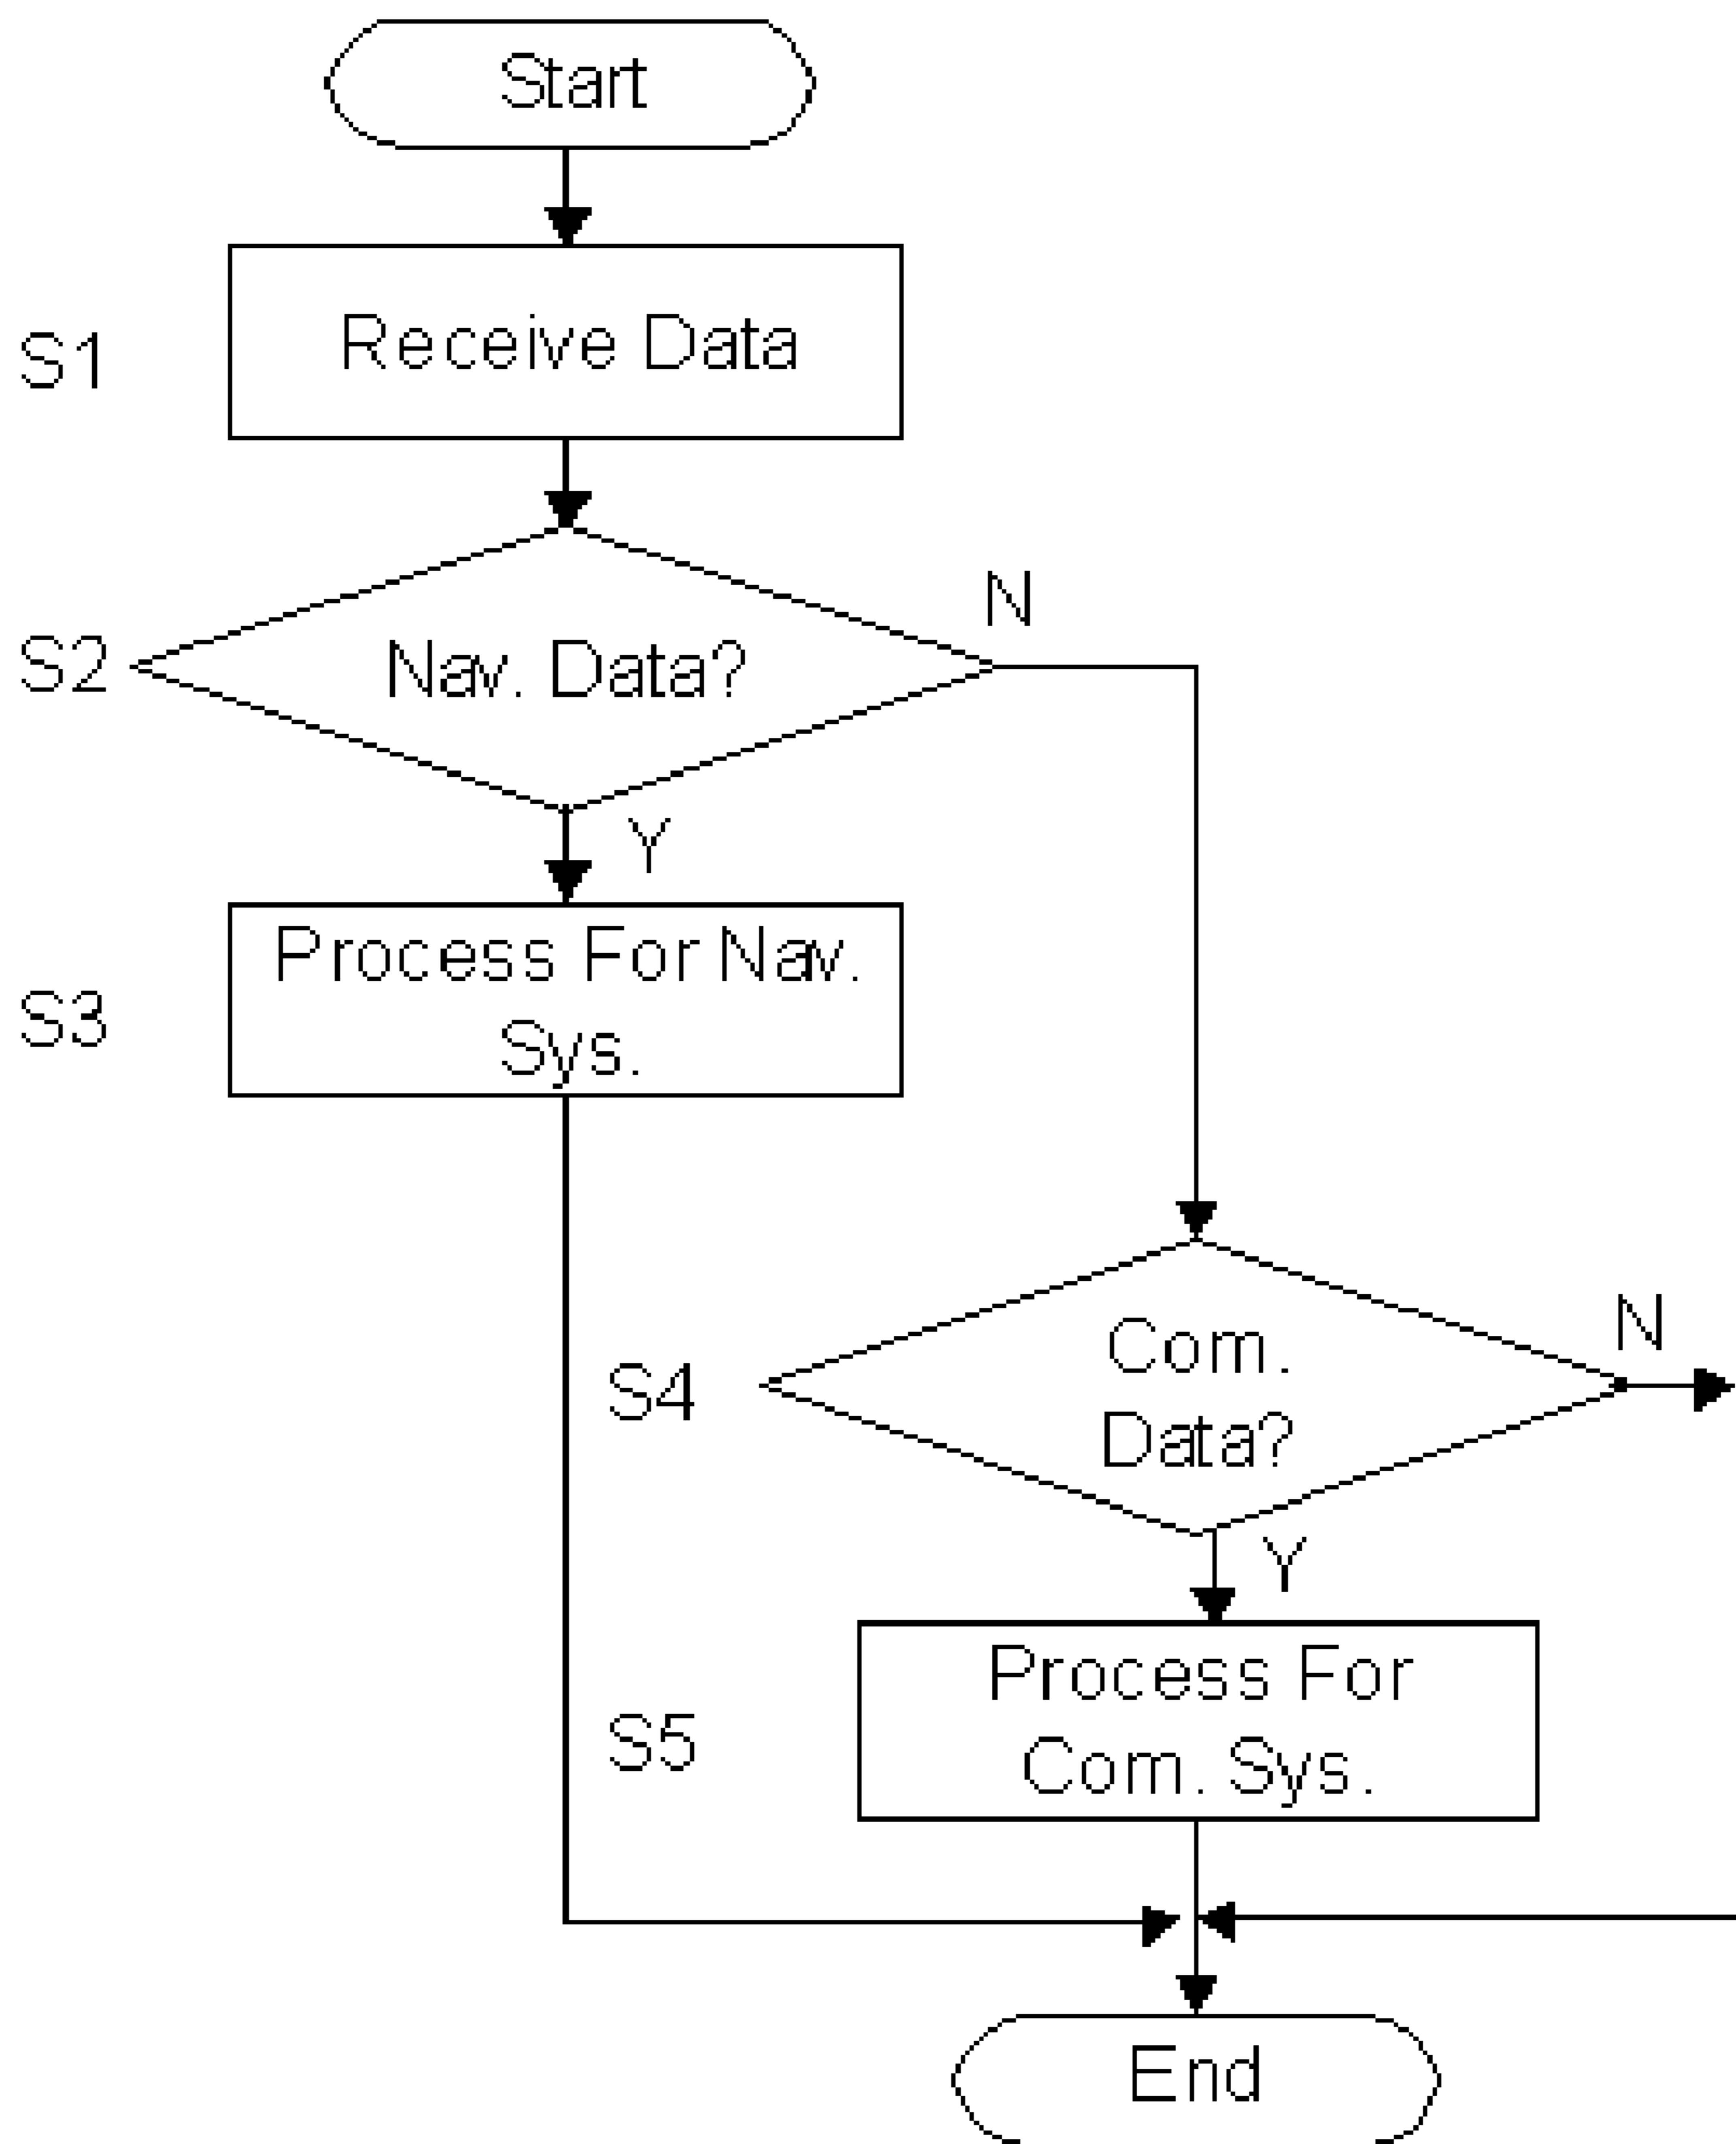 Start
S1
Receive Data
S2
Nav. Data?
N
Y
S3
Process For Nav.
Sys.
S4
Com.
Data?
N
Y
S5
Process For
Com. Sys.
End